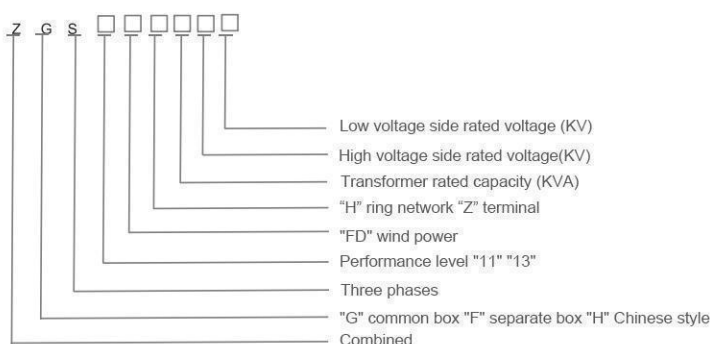 Z G S □ □ □ □ □ □
Low voltage side rated voltage (KV)
High voltage side rated voltage(KV)
Transformer rated capacity (KVA)
“H” ring network “Z” terminal
"FD" wind power
Performance level "11" "13"
Three phases
"G" common box "F" separate box "H" Chinese style
Combined